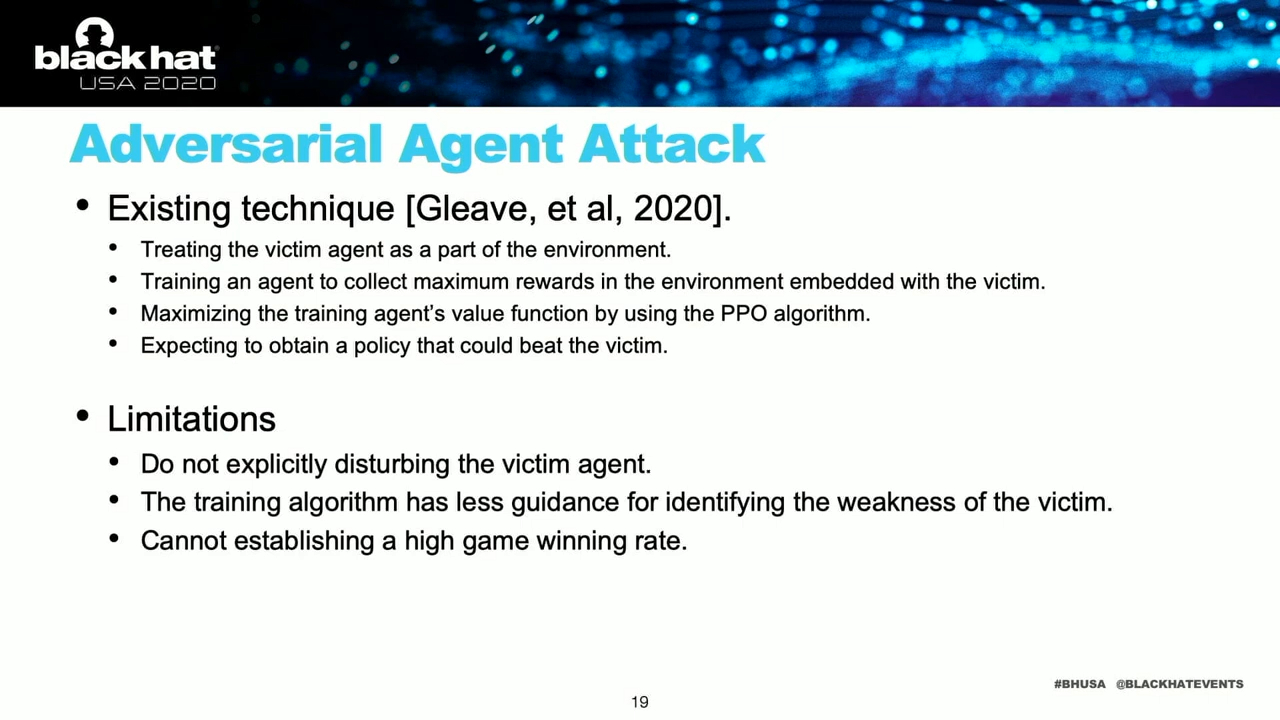 black hat
USA 2020
Adversarial Agent Attack
• Existing technique [Gleave, et al, 2020].
• Treating the victim agent as a part of the environment.
• Training an agent to collect maximum rewards in the environment embedded with the victim.
• Maximizing the training agent’s value function by using the PPO algorithm.
• Expecting to obtain a policy that could beat the victim.
• Limitations
• Do not explicitly disturbing the victim agent.
• The training algorithm has less guidance for identifying the weakness of the victim.
• Cannot establishing a high game winning rate.
#BHUSA @BLACKHATEVENTS
19